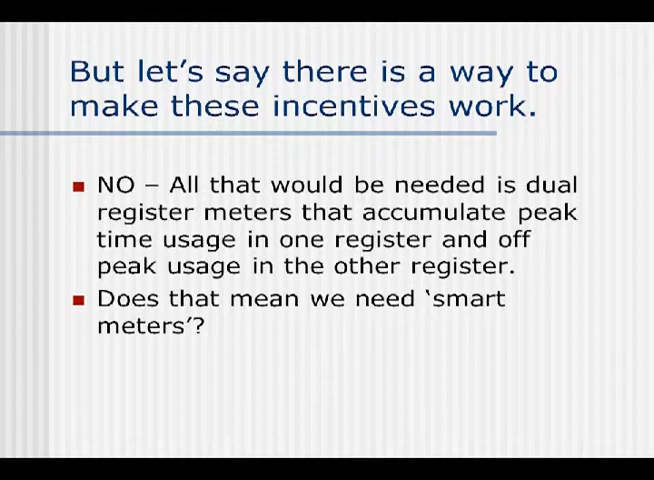 But let's say there is a way to
make these incentives work.
NO – All that would be needed is dual
register meters that accumulate peak
time usage in one register and off
peak usage in the other register.
Does that mean we need ‘smart
meters’?